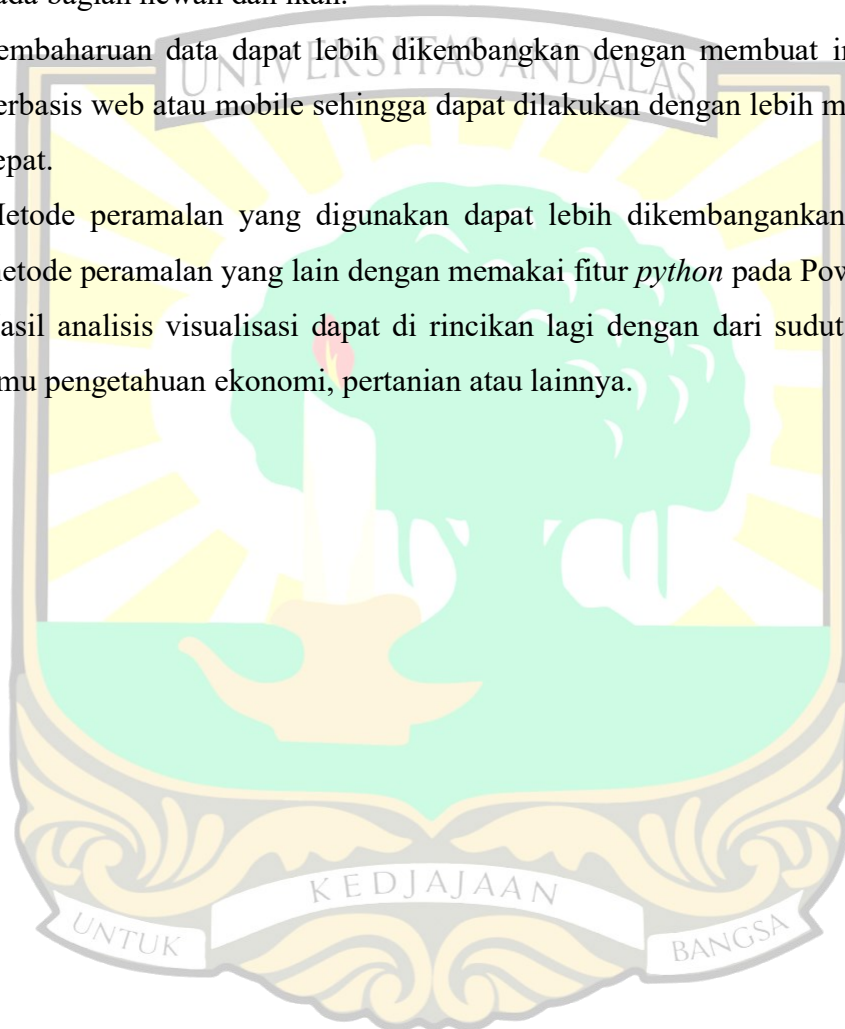 ada bagian hewan dan ikan.
embaharuan data dapat lebih dikembangkan dengan membuat in
erbasis web atau mobile sehingga dapat dilakukan dengan lebih m
epat.
etode peramalan yang digunakan dapat lebih dikembangankan
etode peramalan yang lain dengan memakai fitur python pada Pow
asil analisis visualisasi dapat di rincikan lagi dengan dari sudut
mu pengetahuan ekonomi, pertanian atau lainnya.
UNIVERSITAS ANDALAS
UNTUK KEDJAJAAN BANGSA